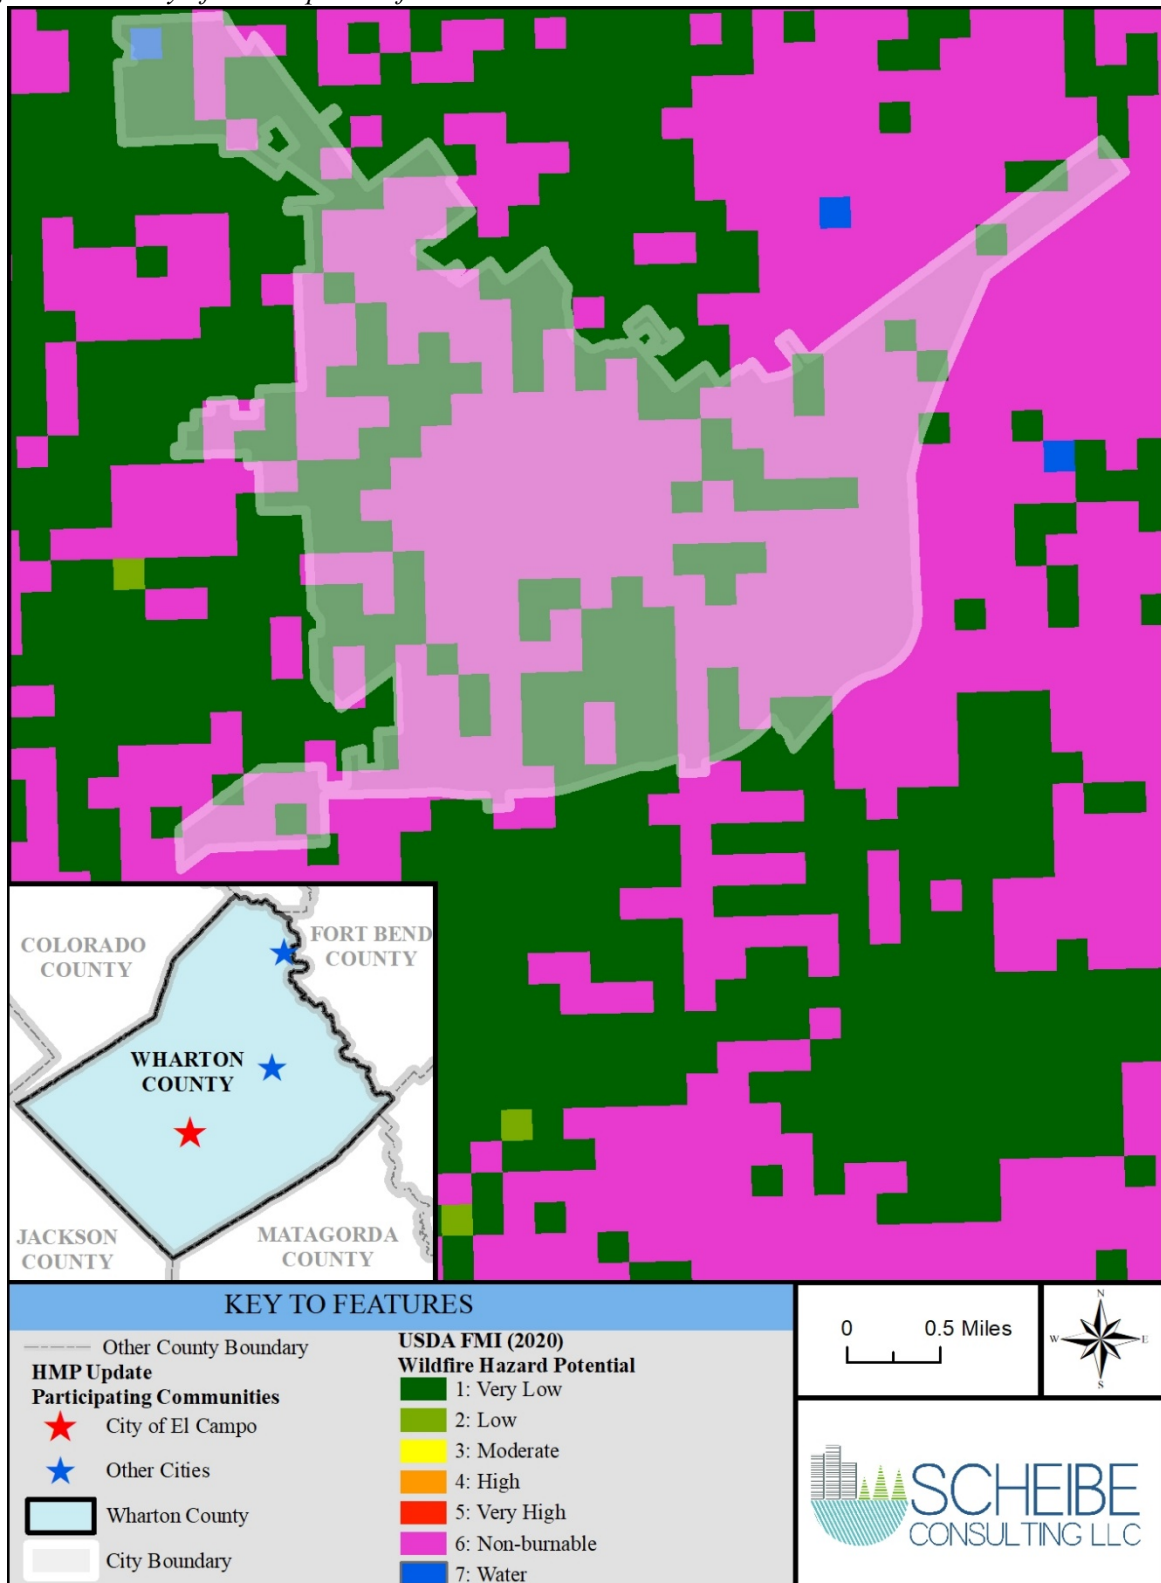 COLORADO
COUNTY
FORT BEND
COUNTY
WHARTON
COUNTY
JACKSON
COUNTY
MATAGORDA
COUNTY
KEY TO FEATURES
Other County Boundary
HMP Update
Participating Communities
City of El Campo
Other Cities
Wharton County
City Boundary
USDA FMI (2020)
Wildfire Hazard Potential
1: Very Low
2: Low
3: Moderate
4: High
5: Very High
6: Non-burnable
7: Water
0 0.5 Miles
N
W E
S
SCHEIBE
CONSULTING LLC